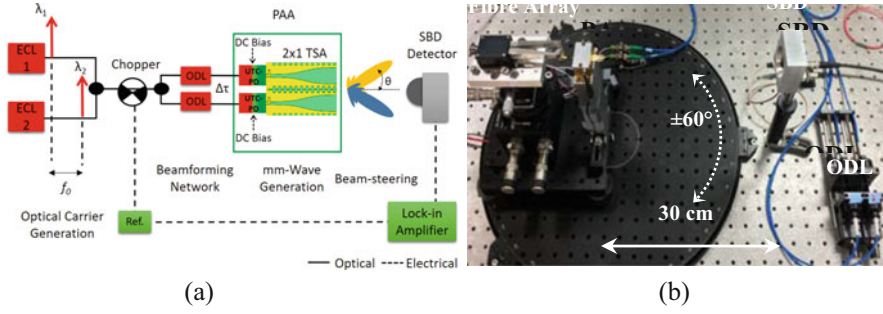 PAA
λ1
ECL
1
λ2
Chopper
DC Bias
2x1 TSA
SBD
Detector
ODL
UTC-
PD
θ
Δτ
ECL
2
ODL
UTC-
PD
DC Bias
f0
Beamforming
Network
mm-Wave
Generation
Beam-steering
Optical Carrier
Generation
Ref.
Lock-in
Amplifier
Optical
Electrical
(a)
Fibre Array
SBD
±60°
ODL
30 cm
(b)